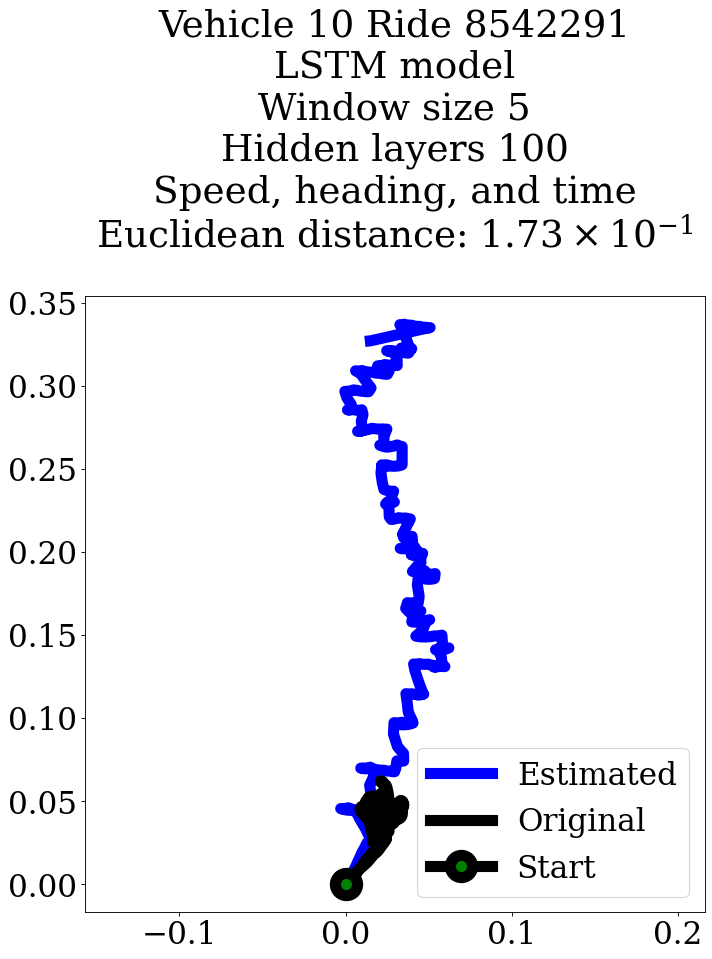 Vehicle 10 Ride 8542291
LSTM model
Window size 5
Hidden layers 100
Speed, heading, and time
Euclidean distance: 1.73 × 10⁻¹
0.35
0.30
0.25
0.20
0.15
0.10
0.05
0.00
Estimated
Original
Start
−0.1 0.0 0.1 0.2